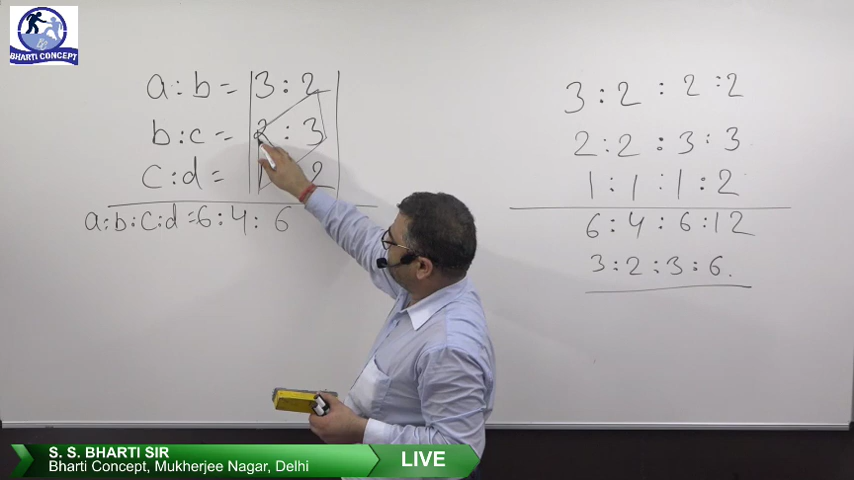 BHARTI CONCEPT
a:b= 3:2
b:c= 2:3
c:d= 1 2
a:b:c:d=6:4:6
3:2:2:2
2:2:3:3
1:1:1:2
6:4:6:12
3:2:3:6.
S. S. BHARTI SIR
Bharti Concept, Mukherjee Nagar, Delhi
LIVE